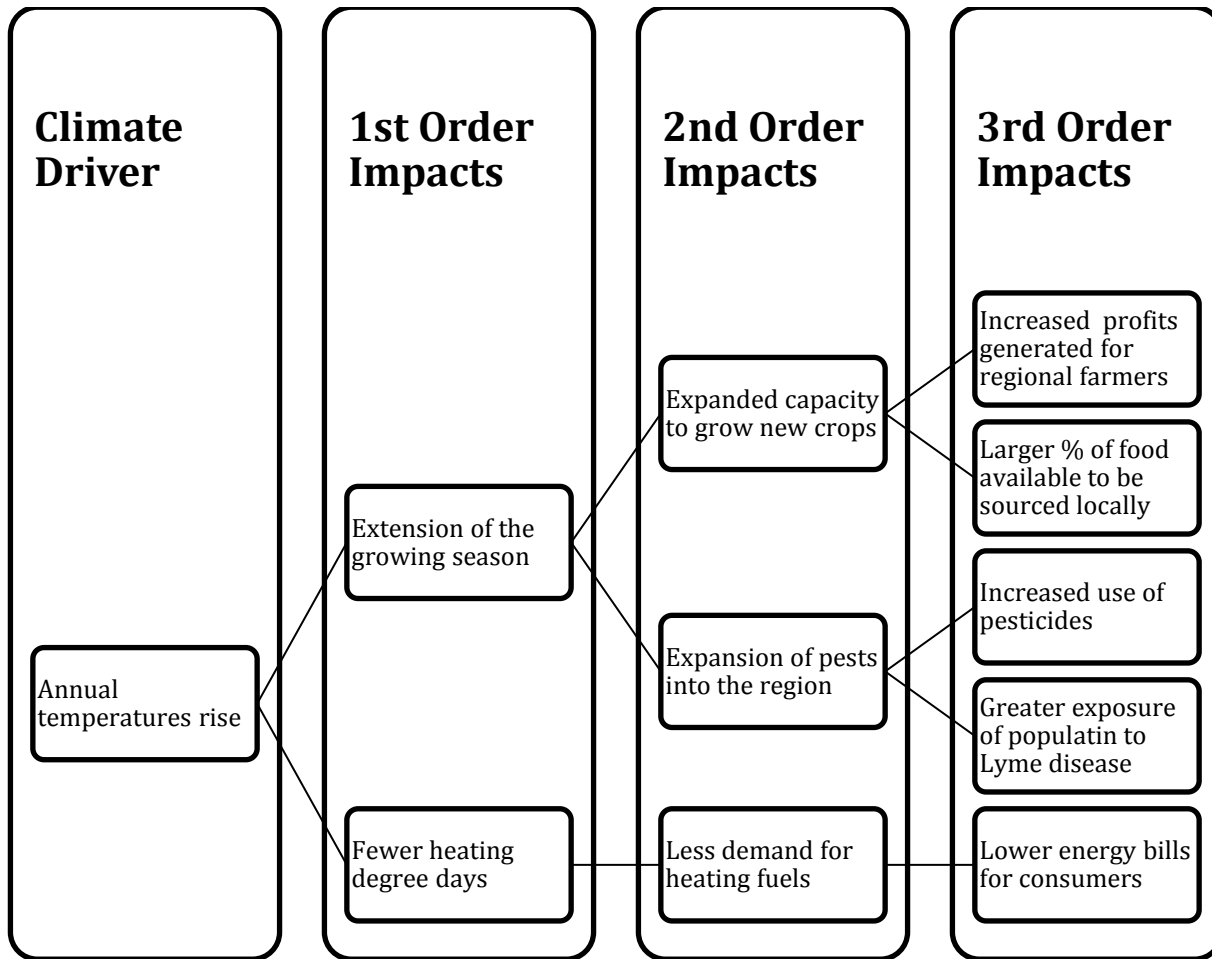 Climate
Driver
1st Order
Impacts
2nd Order
Impacts
3rd Order
Impacts
Annual
temperatures rise
Extension of the
growing season
Fewer heating
degree days
Expanded capacity
to grow new crops
Expansion of pests
into the region
Less demand for
heating fuels
Increased  profits
generated for
regional farmers
Larger % of food
available to be
sourced locally
Increased use of
pesticides
Greater exposure
of populatin to
Lyme disease
Lower energy bills
for consumers